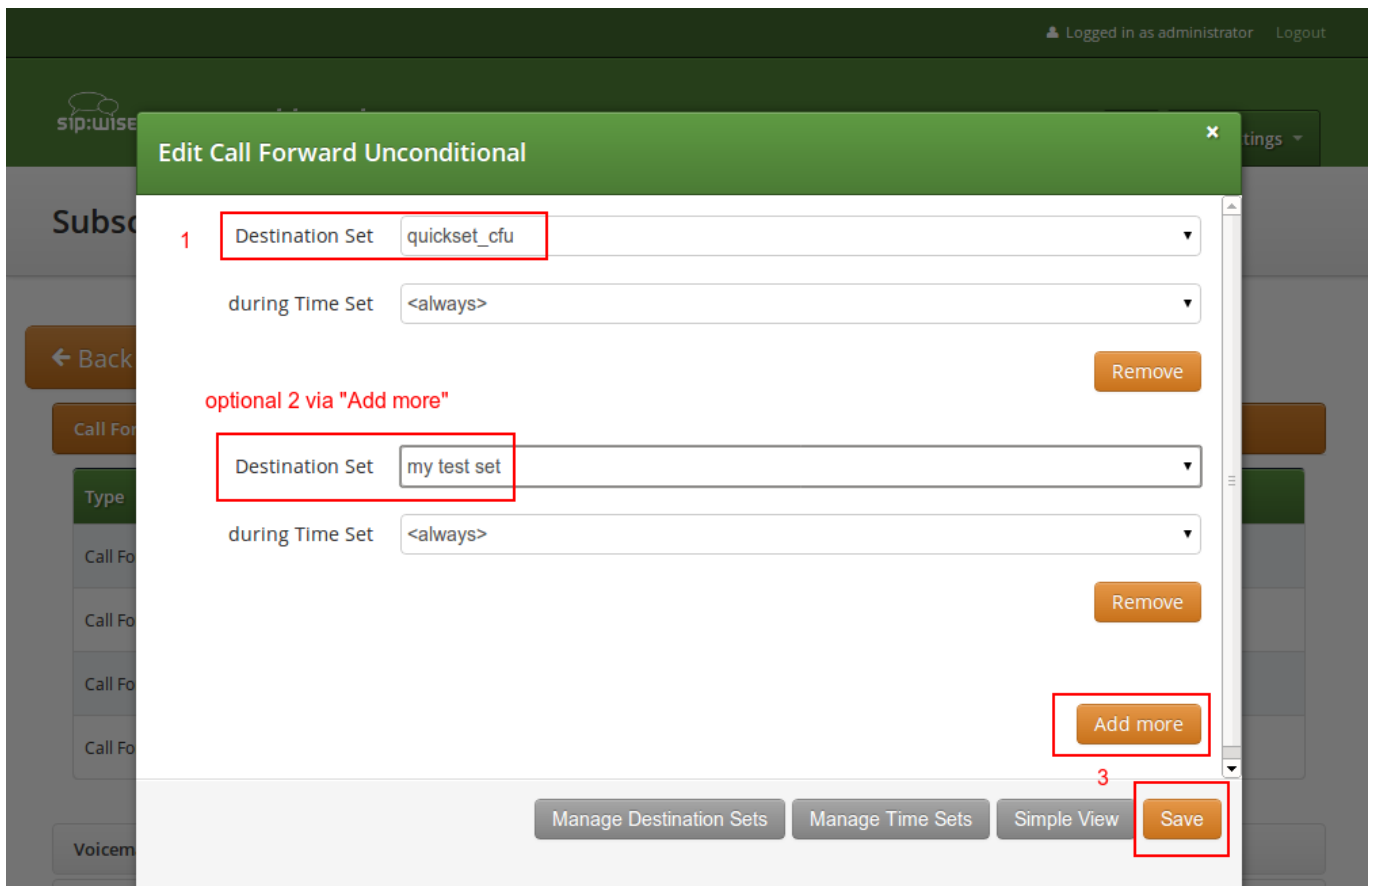 Logged in as administrator Logout
sip:wise
Edit Call Forward Unconditional ×
tings
Subsc
1 Destination Set quickset_cfu
during Time Set <always>
Back
Remove
optional 2 via "Add more"
Call For
Destination Set my test set
Type
during Time Set <always>
Call Fo
Remove
Call Fo
Call Fo
Add more
Call Fo
3
Manage Destination Sets Manage Time Sets Simple View Save
Voicem